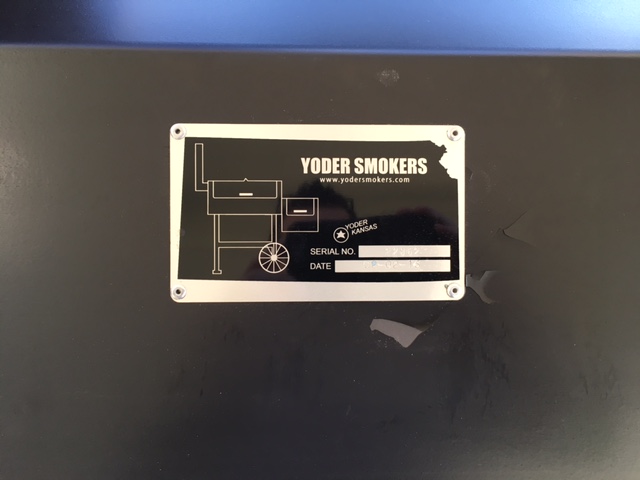 YODER SMOKERS
www.yodersmokers.com
YODER
KANSAS
SERIAL NO.
DATE